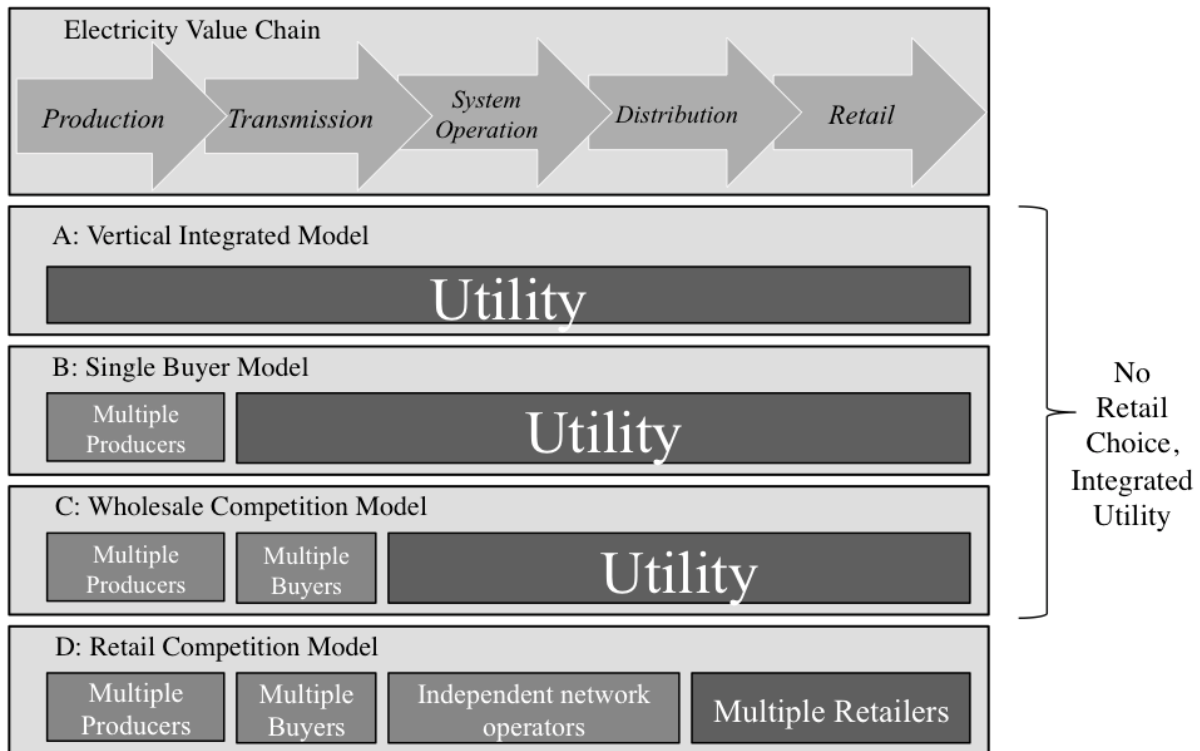 Electricity Value Chain
Production
Transmission
System
Operation
Distribution
Retail
A: Vertical Integrated Model
Utility
B: Single Buyer Model
Multiple
Producers
Utility
C: Wholesale Competition Model
Multiple
Producers
Multiple
Buyers
Utility
No
Retail
Choice,
Integrated
Utility
D: Retail Competition Model
Multiple
Producers
Multiple
Buyers
Independent network
operators
Multiple Retailers